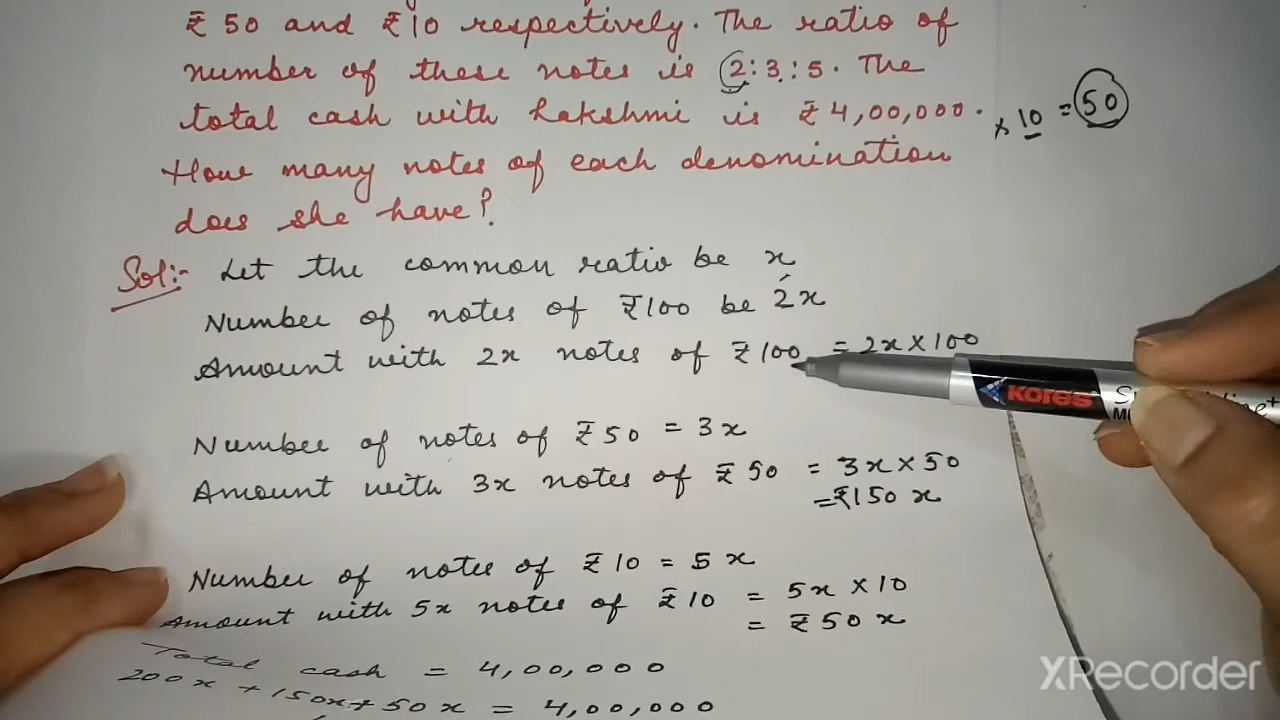 ₹ 50 and ₹ 10 respectively. The ratio of
number of these notes is 2:3:5. The
total cash with Lakshmi is ₹ 4,00,000.
× 10 = 50
How many notes of each denomination
does she have?
Sol:- Let the common ratio be x
Number of notes of ₹100 be 2x
Amount with 2x notes of ₹100 = 2x × 100
Number of notes of ₹ 50 = 3x
Amount with 3x notes of ₹ 50 = 3x × 50
= ₹150 x
Number of notes of ₹ 10 = 5x
Amount with 5x notes of ₹ 10 = 5x × 10
= ₹ 50 x
Total cash = 4,00,000
200x + 150x + 50x = 4,00,000
Kores
XRecorder